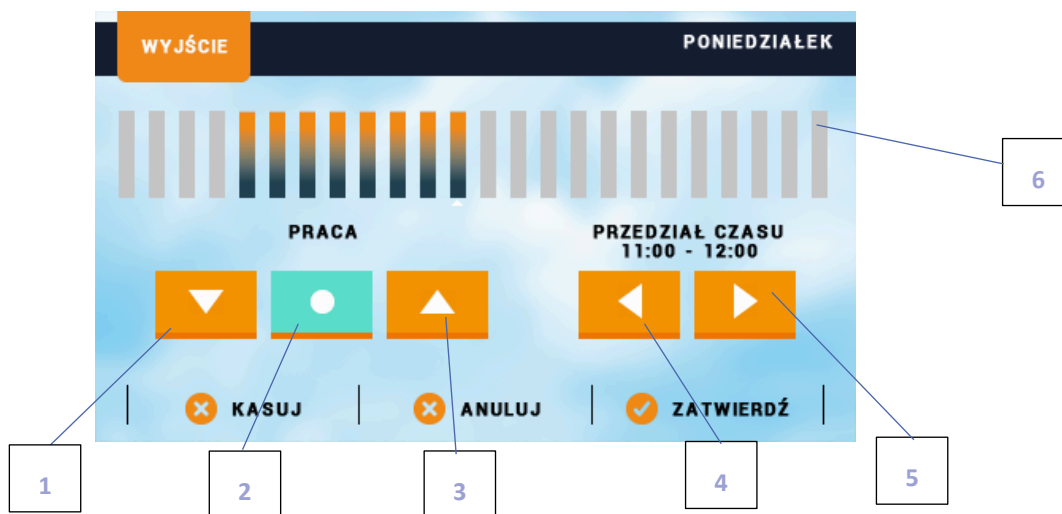 WYJŚCIE
PONIEDZIAŁEK
6
PRACA
PRZEDZIAŁ CZASU
11:00 - 12:00
KASUJ
ANULUJ
ZATWIERDŹ
1
2
3
4
5